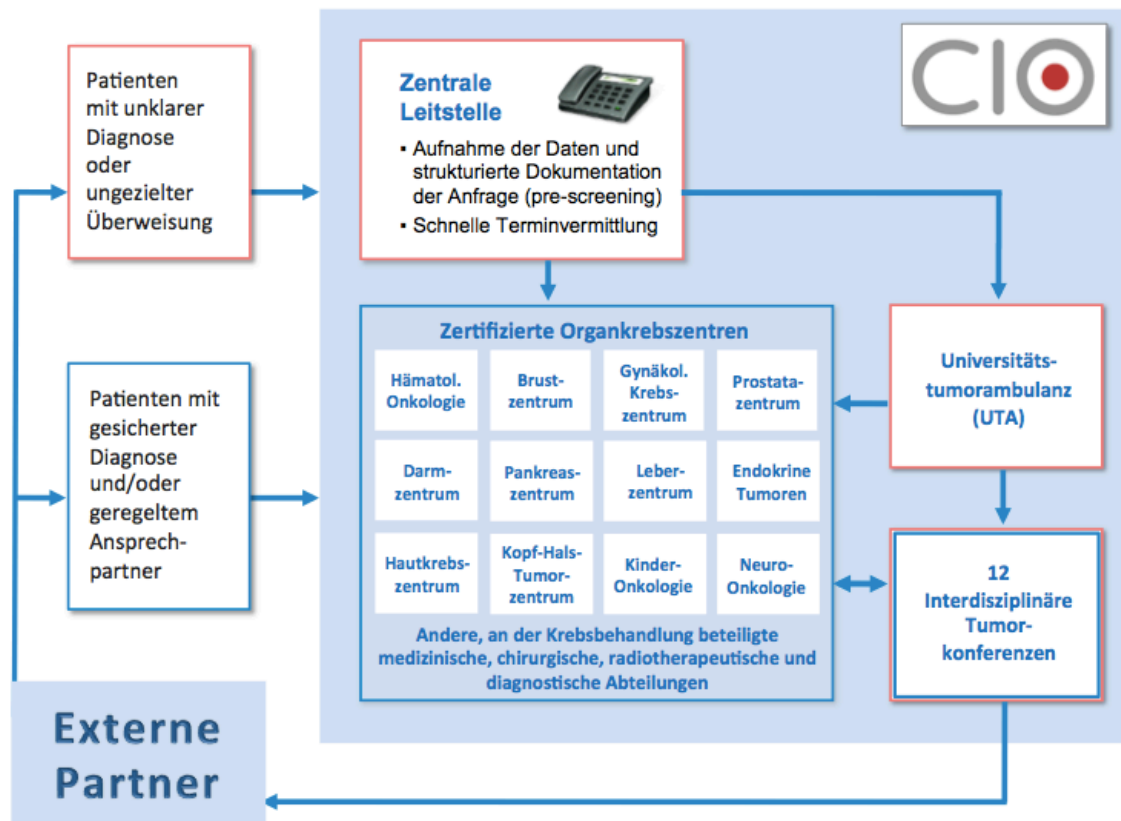 CIO
Patienten
mit unklarer
Diagnose
oder
ungezielter
Überweisung
Zentrale
Leitstelle
▪ Aufnahme der Daten und
strukturierte Dokumentation
der Anfrage (pre-screening)
▪ Schnelle Terminvermittlung
Patienten mit
gesicherter
Diagnose
und/oder
geregeltem
Ansprech-
partner
Zertifizierte Organkrebszentren
Hämatol.
Onkologie
Brust-
zentrum
Gynäkol.
Krebs-
zentrum
Prostata-
zentrum
Darm-
zentrum
Pankreas-
zentrum
Leber-
zentrum
Endokrine
Tumoren
Hautkrebs-
zentrum
Kopf-Hals-
Tumor-
zentrum
Kinder-
Onkologie
Neuro-
Onkologie
Andere, an der Krebsbehandlung beteiligte
medizinische, chirurgische, radiotherapeutische und
diagnostische Abteilungen
Universitäts-
tumorambulanz
(UTA)
12
Interdisziplinäre
Tumor-
konferenzen
Externe
Partner